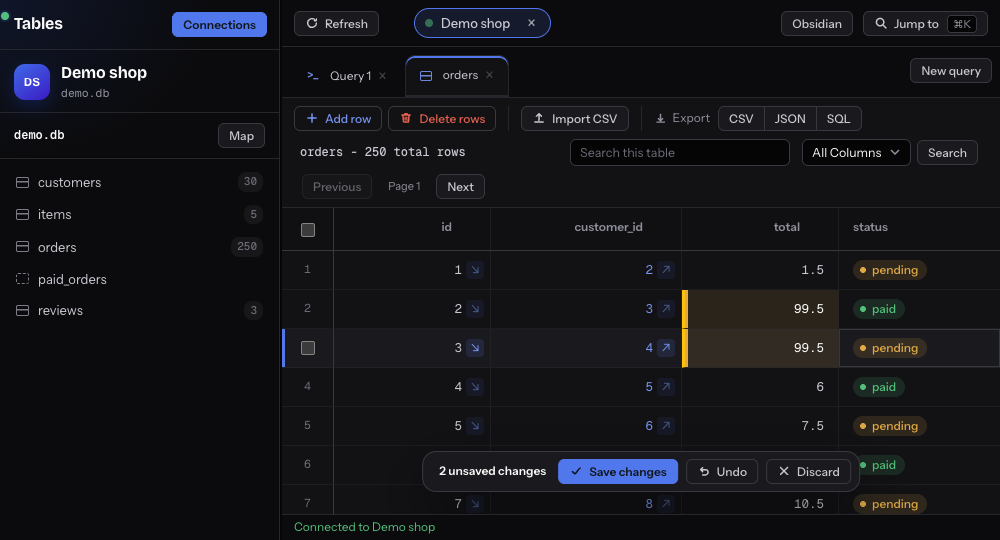 Tables
Connections
DS
Demo shop
demo.db
demo.db
Map
customers 30
items 5
orders 250
paid_orders
reviews 3
Refresh
Demo shop ×
Obsidian
Jump to ⌘K
>_ Query 1 ×
orders ×
New query
+ Add row
Delete rows
Import CSV
Export
CSV JSON SQL
orders - 250 total rows
Search this table
All Columns
Search
Previous
Page 1
Next
id customer_id total status
1 1 2 1.5 pending
2 2 3 99.5 paid
3 4 99.5 pending
4 4 5 6 paid
5 5 6 7.5 pending
6 paid
7 7 8 10.5 pending
2 unsaved changes
Save changes
Undo
Discard
Connected to Demo shop